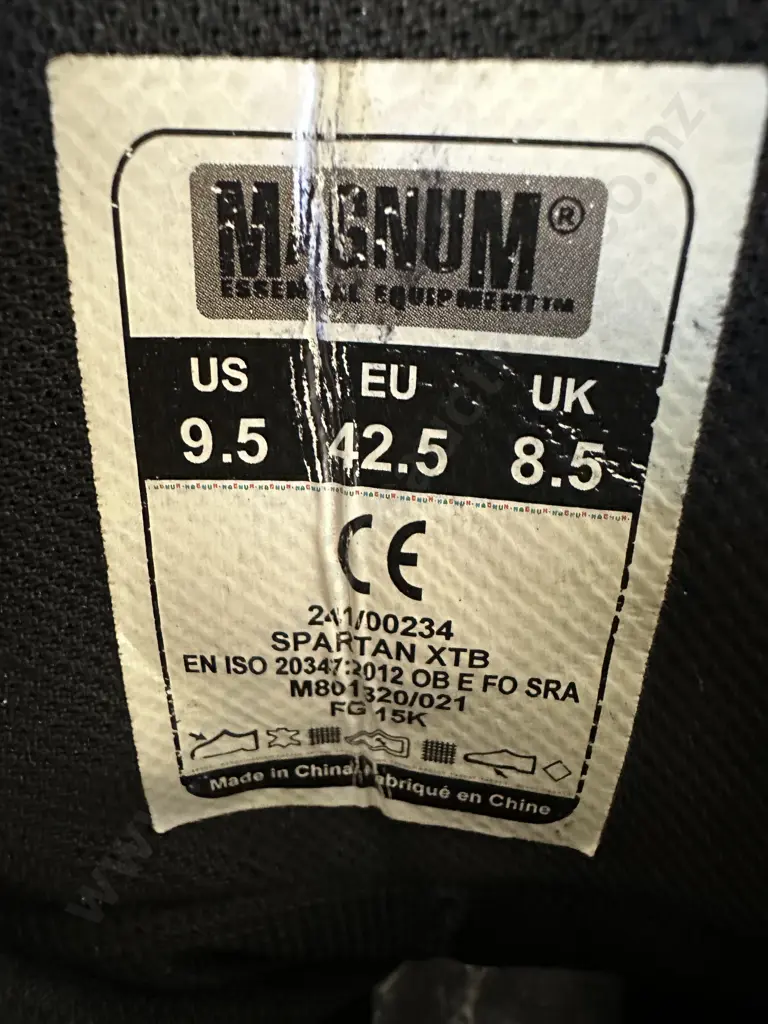 MAGNUM®
ESSENTIAL EQUIPMENT™
US EU UK
9.5 42.5 8.5
CE
241/00234
SPARTAN XTB
EN ISO 20347:2012 OB E FO SRA
M801320/021
FG 15K
Made in China/Fabriqué en Chine